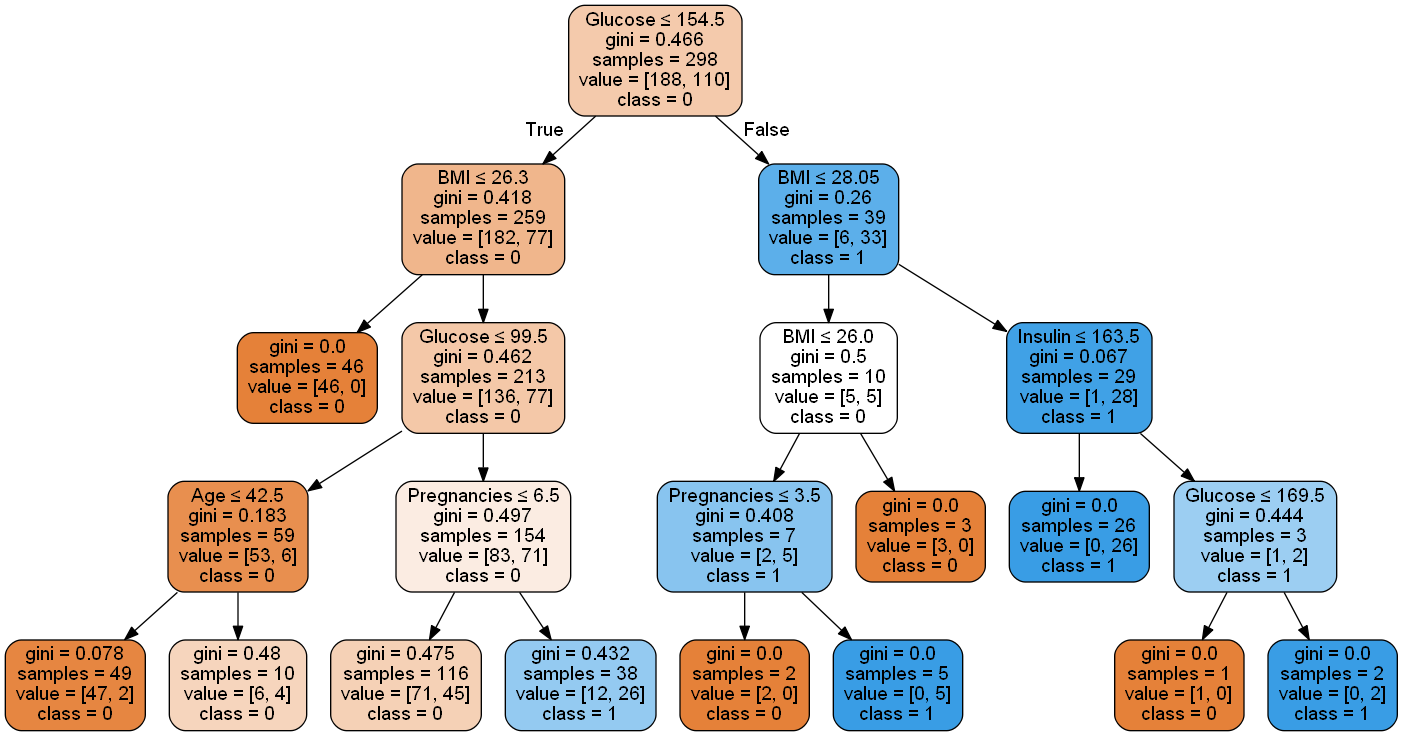 Glucose ≤ 154.5
gini = 0.466
samples = 298
value = [188, 110]
class = 0
True
False
BMI ≤ 26.3
gini = 0.418
samples = 259
value = [182, 77]
class = 0
BMI ≤ 28.05
gini = 0.26
samples = 39
value = [6, 33]
class = 1
gini = 0.0
samples = 46
value = [46, 0]
class = 0
Glucose ≤ 99.5
gini = 0.462
samples = 213
value = [136, 77]
class = 0
BMI ≤ 26.0
gini = 0.5
samples = 10
value = [5, 5]
class = 0
Insulin ≤ 163.5
gini = 0.067
samples = 29
value = [1, 28]
class = 1
Age ≤ 42.5
gini = 0.183
samples = 59
value = [53, 6]
class = 0
Pregnancies ≤ 6.5
gini = 0.497
samples = 154
value = [83, 71]
class = 0
Pregnancies ≤ 3.5
gini = 0.408
samples = 7
value = [2, 5]
class = 1
gini = 0.0
samples = 3
value = [3, 0]
class = 0
gini = 0.0
samples = 26
value = [0, 26]
class = 1
Glucose ≤ 169.5
gini = 0.444
samples = 3
value = [1, 2]
class = 1
gini = 0.078
samples = 49
value = [47, 2]
class = 0
gini = 0.48
samples = 10
value = [6, 4]
class = 0
gini = 0.475
samples = 116
value = [71, 45]
class = 0
gini = 0.432
samples = 38
value = [12, 26]
class = 1
gini = 0.0
samples = 2
value = [2, 0]
class = 0
gini = 0.0
samples = 5
value = [0, 5]
class = 1
gini = 0.0
samples = 1
value = [1, 0]
class = 0
gini = 0.0
samples = 2
value = [0, 2]
class = 1